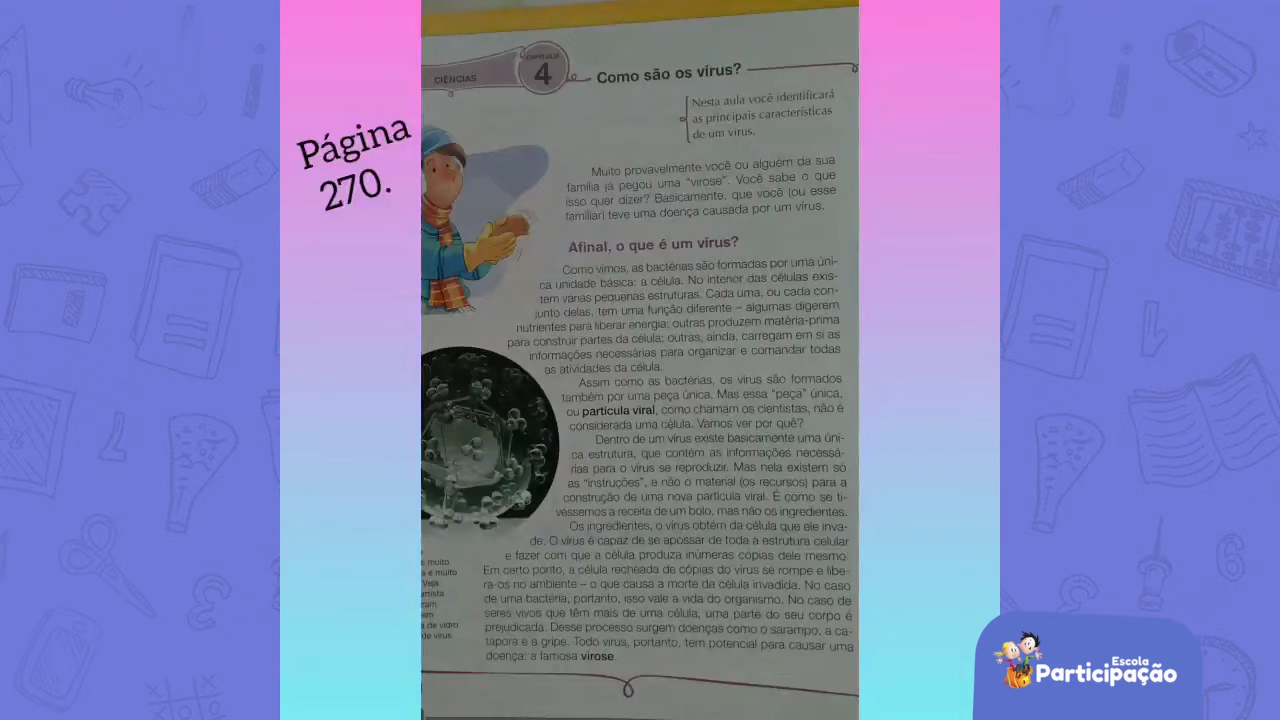 Página
270.
CIÊNCIAS
CAPÍTULO
4
Como são os vírus?
Nesta aula você identificará
as principais características
de um vírus.
Muito provavelmente você ou alguém da sua
família já pegou uma "virose". Você sabe o que
isso quer dizer? Basicamente, que você (ou esse
familiar) teve uma doença causada por um vírus.
Afinal, o que é um vírus?
Como vimos, as bactérias são formadas por uma úni-
ca unidade básica: a célula. No interior das células exis-
tem várias pequenas estruturas. Cada uma, ou cada con-
junto delas, tem uma função diferente – algumas digerem
nutrientes para liberar energia; outras produzem matéria-prima
para construir partes da célula; outras, ainda, carregam em si as
informações necessárias para organizar e comandar todas
as atividades da célula.
Assim como as bactérias, os vírus são formados
também por uma peça única. Mas essa "peça" única,
ou partícula viral, como chamam os cientistas, não é
considerada uma célula. Vamos ver por quê?
Dentro de um vírus existe basicamente uma úni-
ca estrutura, que contém as informações necessá-
rias para o vírus se reproduzir. Mas nela existem só
as "instruções", e não o material (os recursos) para a
construção de uma nova partícula viral. É como se ti-
véssemos a receita de um bolo, mas não os ingredientes.
Os ingredientes, o vírus obtém da célula que ele inva-
de. O vírus é capaz de se apossar de toda a estrutura celular
e fazer com que a célula produza inúmeras cópias dele mesmo.
Em certo ponto, a célula recheada de cópias do vírus se rompe e libe-
ra-os no ambiente – o que causa a morte da célula invadida. No caso
de uma bactéria, portanto, isso vale a vida do organismo. No caso de
seres vivos que têm mais de uma célula, uma parte do seu corpo é
prejudicada. Desse processo surgem doenças como o sarampo, a ca-
tapora e a gripe. Todo vírus, portanto, tem potencial para causar uma
doença: a famosa virose.
muito
a e muito
Veja
em
de vidro
de vírus
Escola
Participação